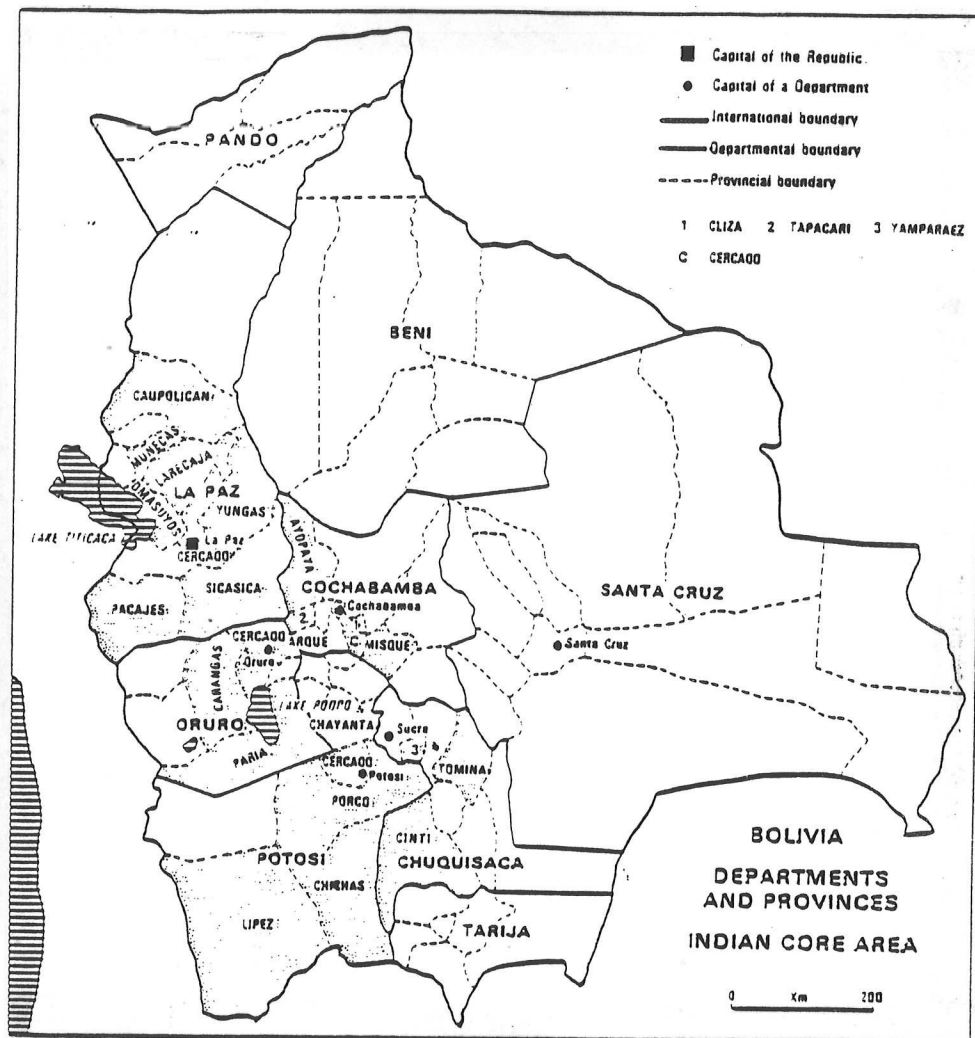 Capital of the Republic.
Capital of a Department
International boundary
Departmental boundary
Provincial boundary
1 CLIZA 2 TAPACARI 3 YAMPARAEZ
C CERCADO
PANDO
BENI
CAUPOLICAN
MUNECAS
LARECAJA
OMASUYOS
LA PAZ
YUNGAS
LAKE TITICACA
La Paz
CERCADO
AYOPAYA
SICASICA
PACAJES
COCHABAMBA
Cochabamba
2
ARQUE
C
MISQUE
SANTA CRUZ
Santa Cruz
CERCADO
Oruro
CARANGAS
LAKE POOPO
CHAYANTA
ORURO
PARIA
Sucre
3
TOMINA
CERCADO
Potosi
PORCO
CINTI
CHUQUISACA
POTOSI
CHICHAS
LIPEZ
TARIJA
BOLIVIA
DEPARTMENTS
AND PROVINCES
INDIAN CORE AREA
0 Km 200